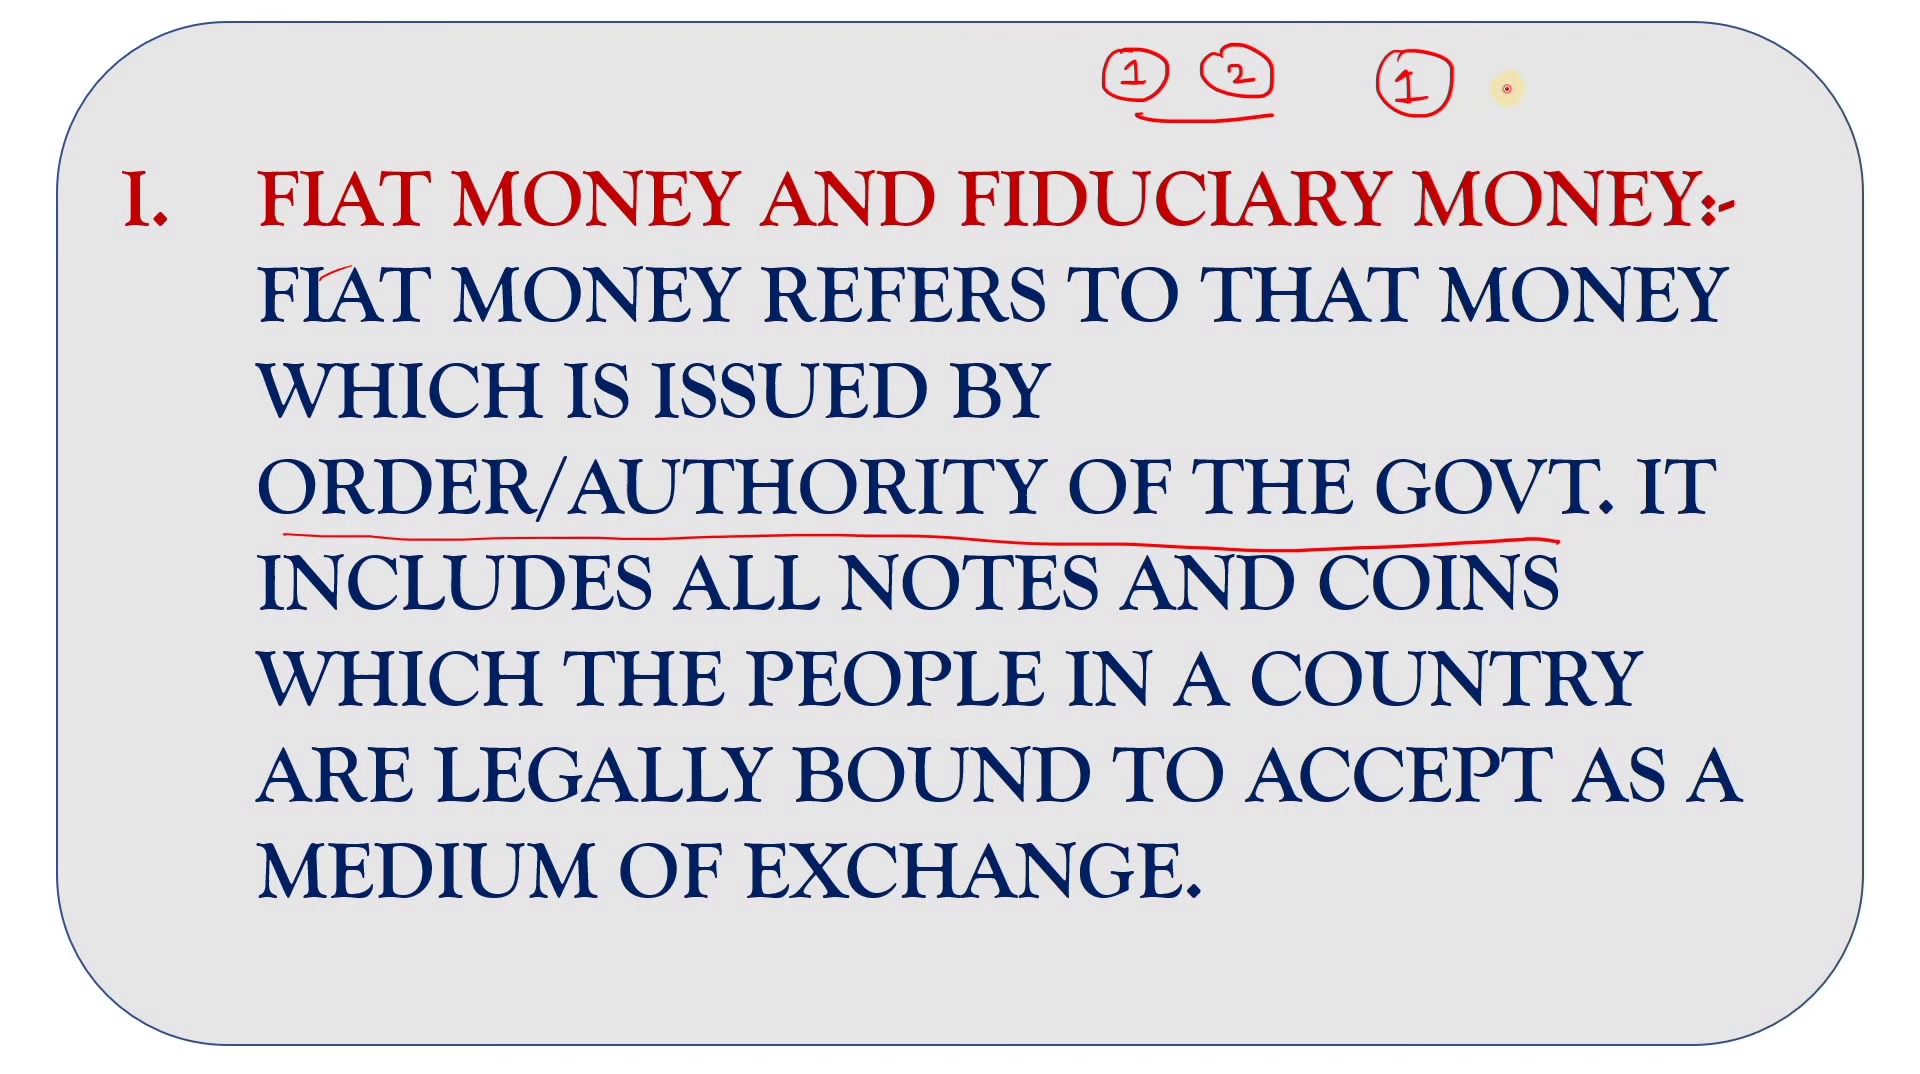 1 2 1
I. FIAT MONEY AND FIDUCIARY MONEY:-
FIAT MONEY REFERS TO THAT MONEY
WHICH IS ISSUED BY
ORDER/AUTHORITY OF THE GOVT. IT
INCLUDES ALL NOTES AND COINS
WHICH THE PEOPLE IN A COUNTRY
ARE LEGALLY BOUND TO ACCEPT AS A
MEDIUM OF EXCHANGE.